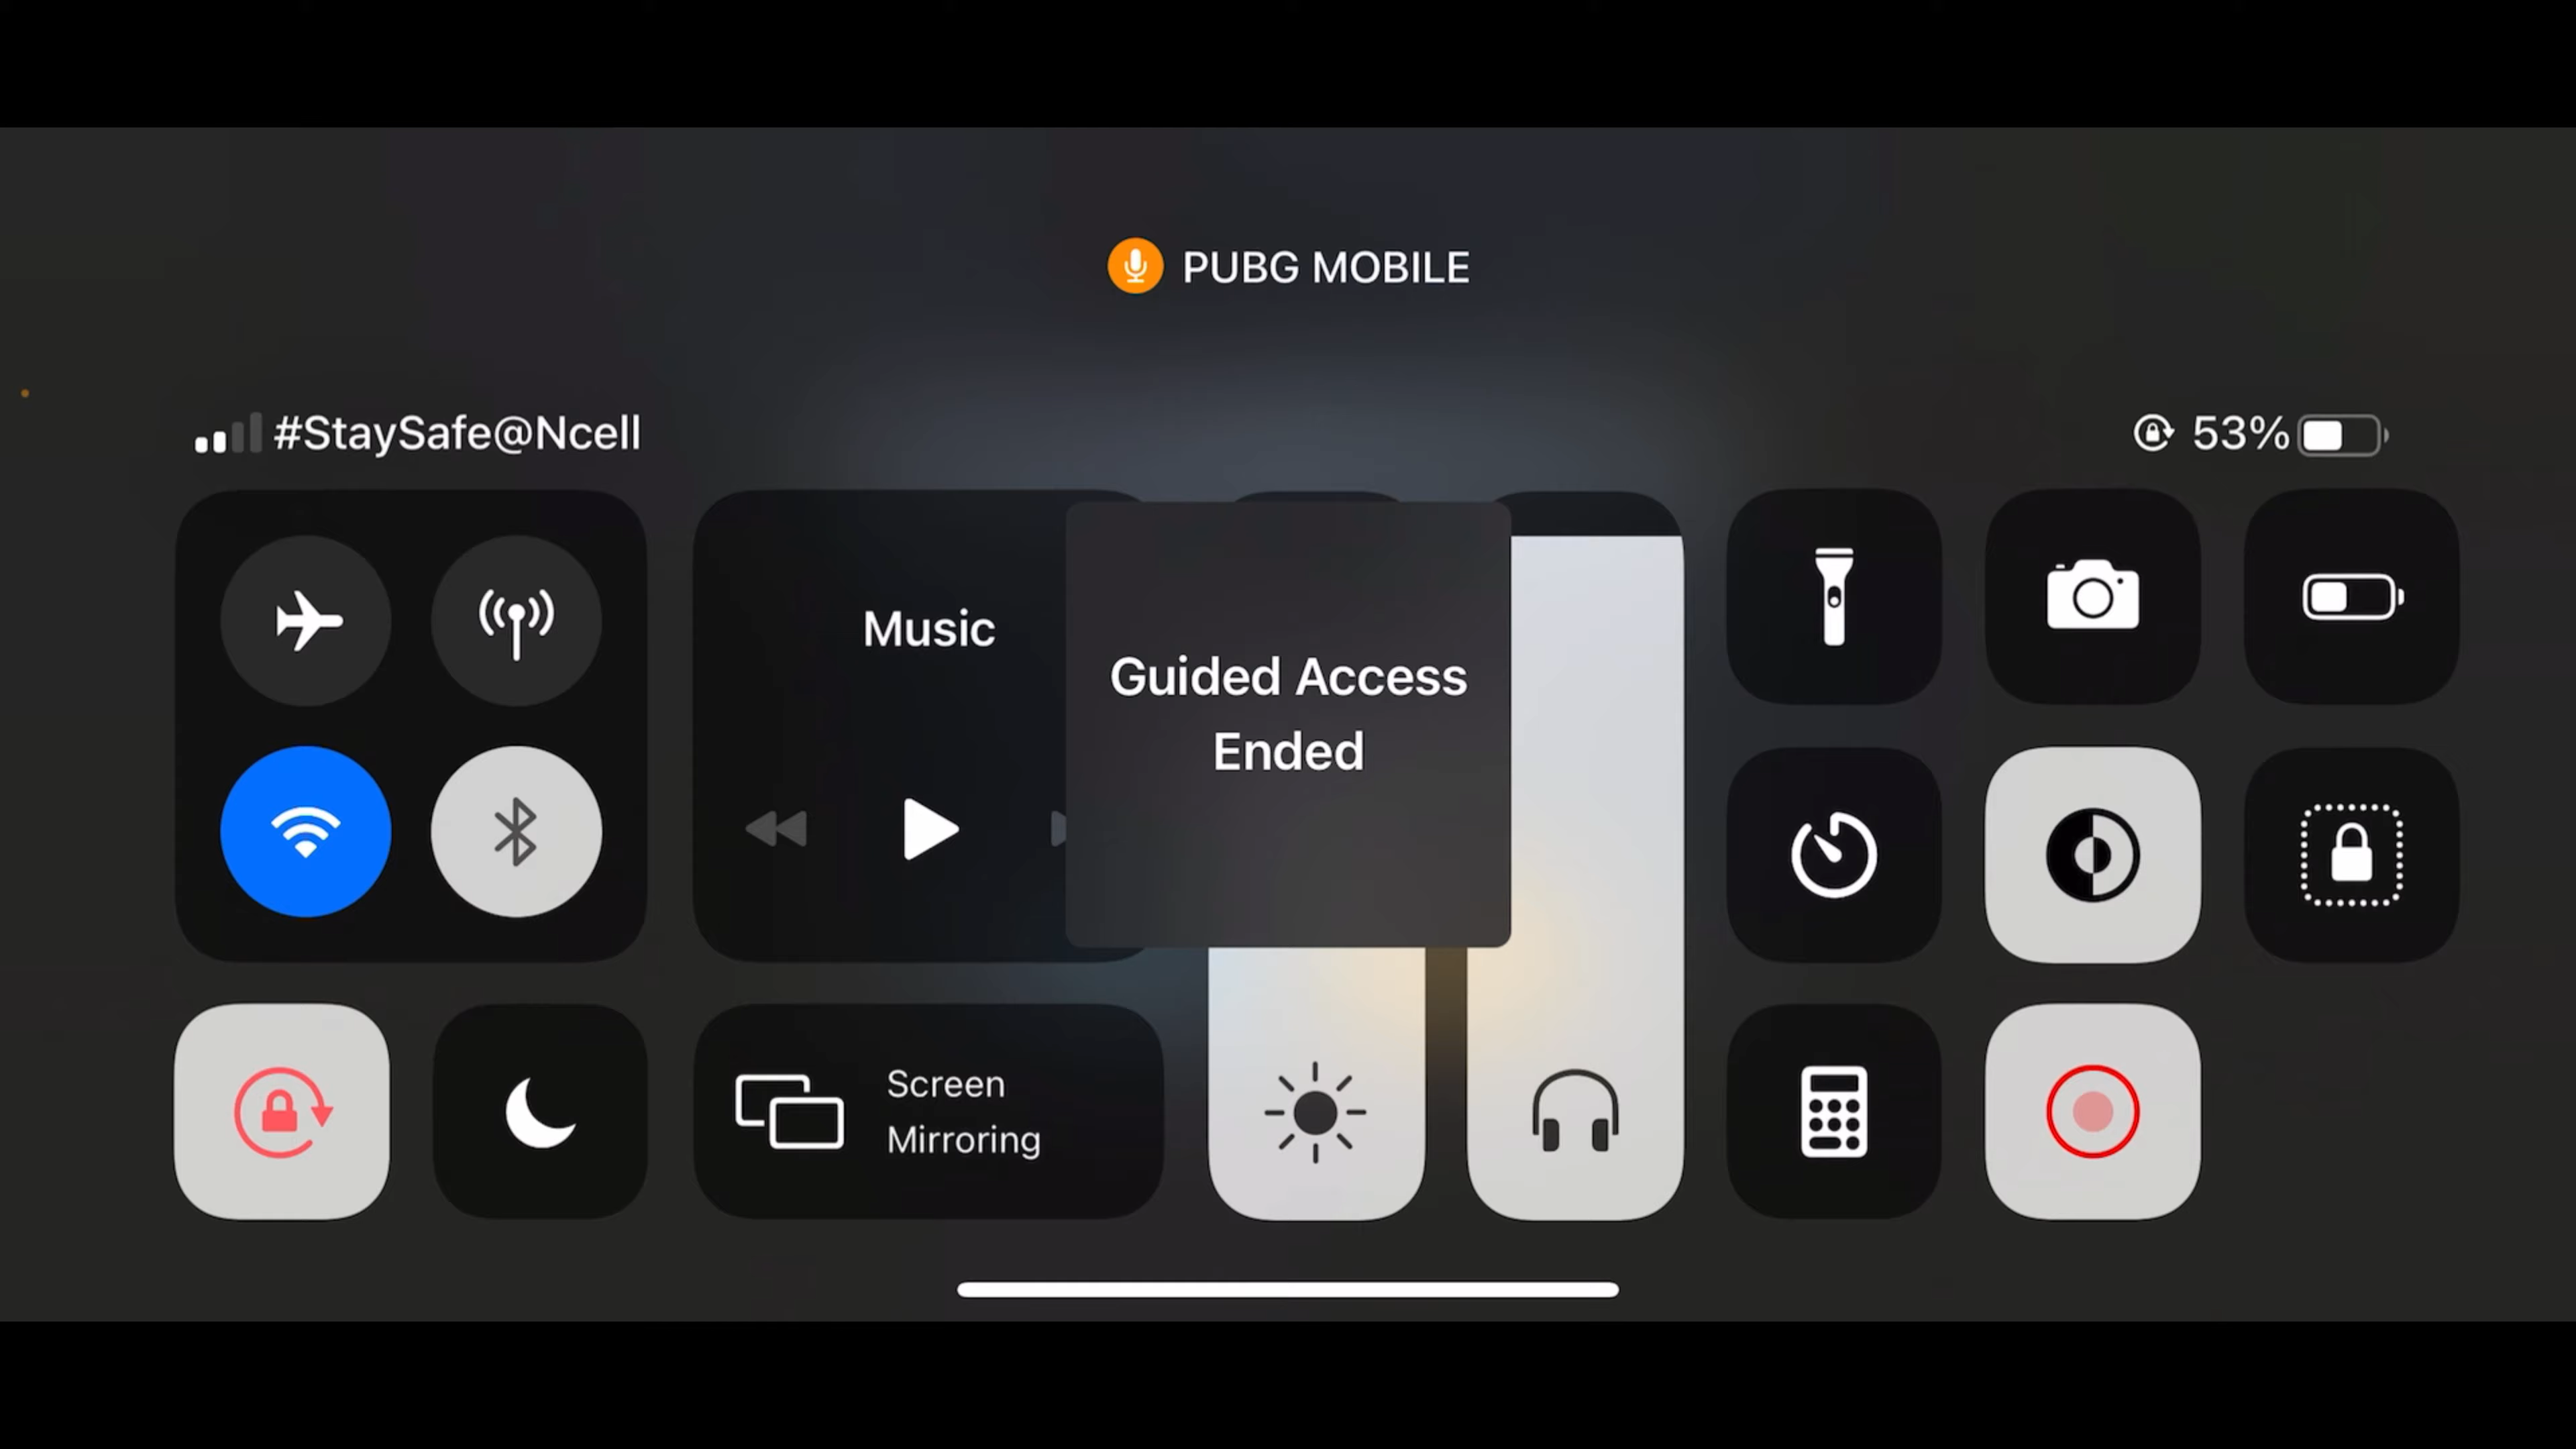 PUBG MOBILE
#StaySafe@Ncell
53%
Music
Guided Access
Ended
Screen
Mirroring